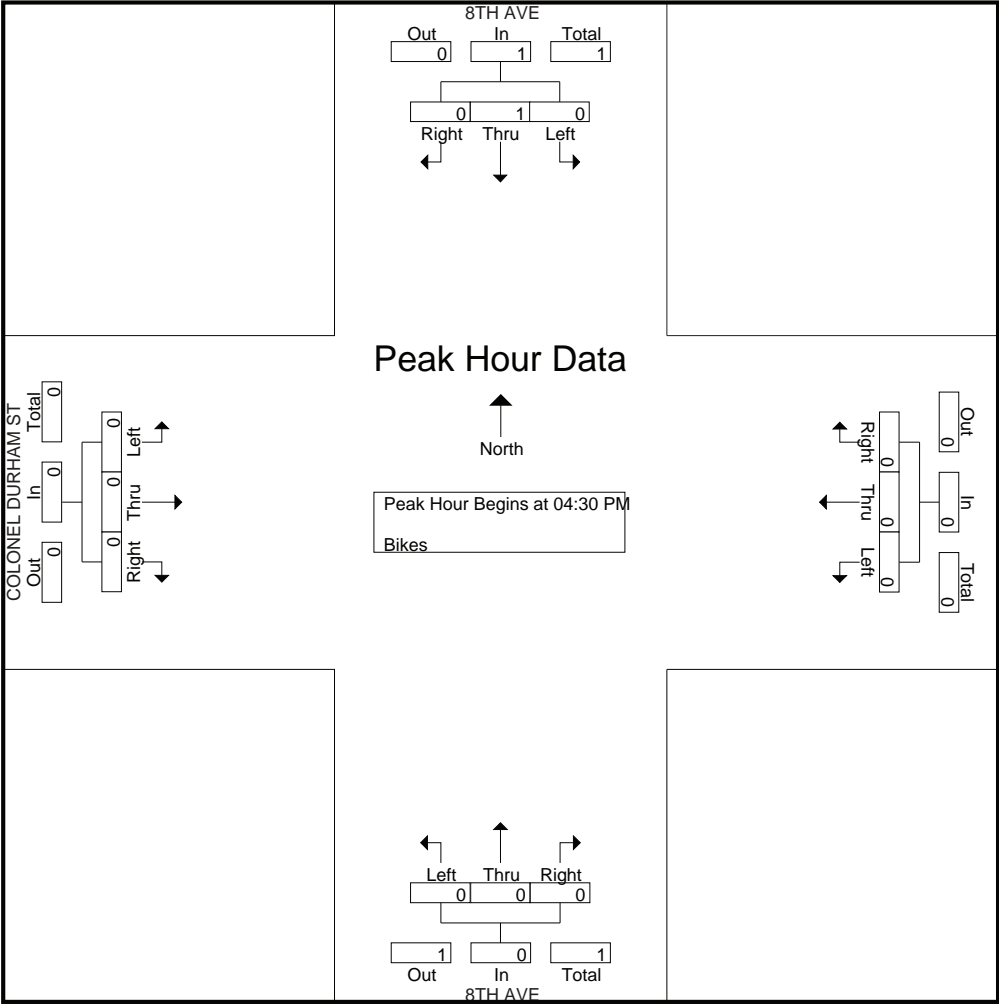 8TH AVE
Out In Total
0 1 1
0 1 0
Right Thru Left
Peak Hour Data
North
Peak Hour Begins at 04:30 PM
Bikes
COLONEL DURHAM ST
Out In Total
0 0 0
0 0 0
Left Thru Right
Right Thru Left
0 0 0
Out In Total
0 0 0
Left Thru Right
0 0 0
1 0 1
Out In Total
8TH AVE